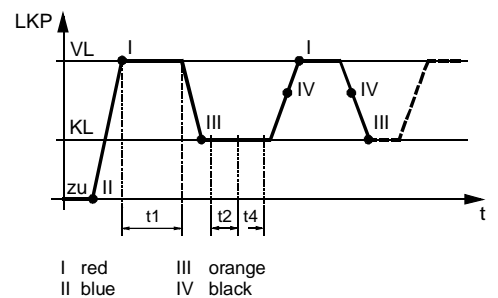 LKP
VL I I
IV IV
III III
KL
zu II
t1 t2 t4 t
I red III orange
II blue IV black